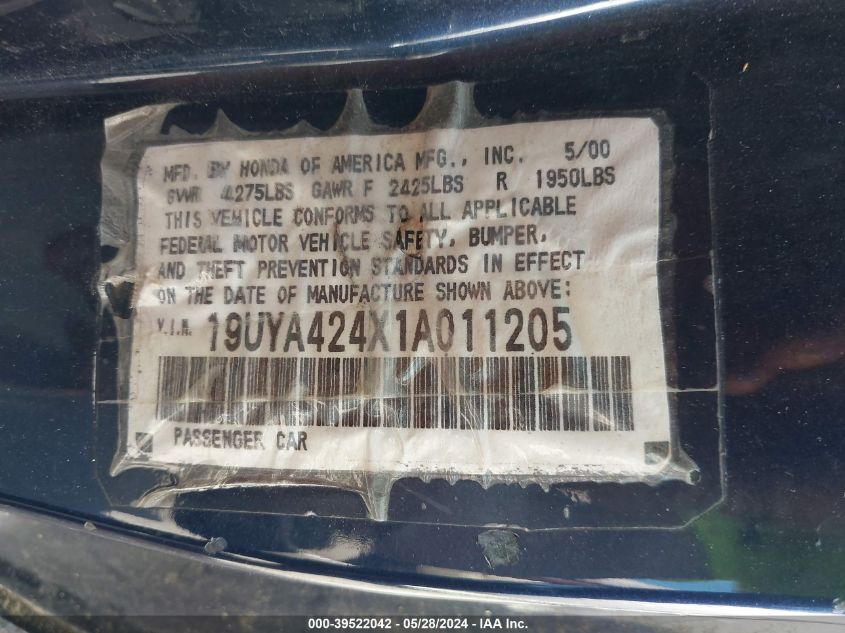 MFD. BY HONDA OF AMERICA MFG., INC. 5/00
GVWR 4275LBS GAWR F 2425LBS R 1950LBS
THIS VEHICLE CONFORMS TO ALL APPLICABLE
FEDERAL MOTOR VEHICLE SAFETY, BUMPER,
AND THEFT PREVENTION STANDARDS IN EFFECT
ON THE DATE OF MANUFACTURE SHOWN ABOVE:
V.I.N. 19UYA424X1A011205
PASSENGER CAR
000-39522042 - 05/28/2024 - IAA Inc.